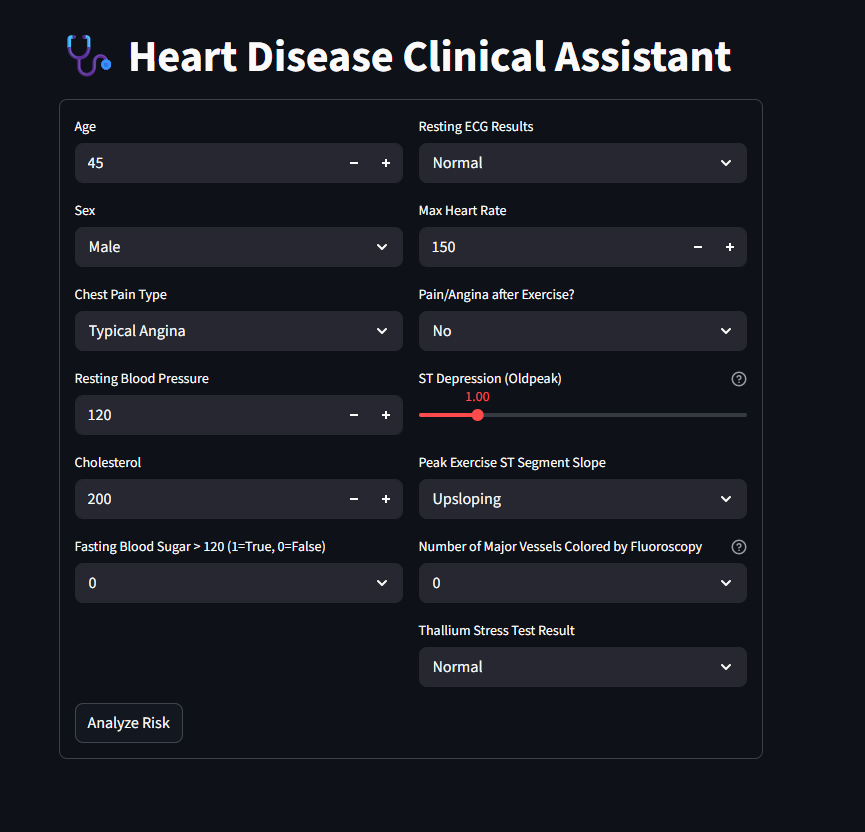 Heart Disease Clinical Assistant
Age
45
Sex
Male
Chest Pain Type
Typical Angina
Resting Blood Pressure
120
Cholesterol
200
Fasting Blood Sugar > 120 (1=True, 0=False)
0
Resting ECG Results
Normal
Max Heart Rate
150
Pain/Angina after Exercise?
No
ST Depression (Oldpeak)
1.00
Peak Exercise ST Segment Slope
Upsloping
Number of Major Vessels Colored by Fluoroscopy
0
Thallium Stress Test Result
Normal
Analyze Risk